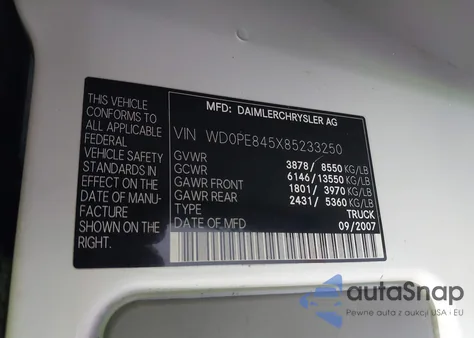 MFD: DAIMLERCHRYSLER AG
THIS VEHICLE
CONFORMS TO
ALL APPLICABLE
FEDERAL
VEHICLE SAFETY
STANDARDS IN
EFFECT ON THE
DATE OF MANU-
FACTURE
SHOWN ON THE
RIGHT.
VIN WD0PE845X85233250
GVWR 3878/ 8550 KG/LB
GCWR 6146/13550 KG/LB
GAWR FRONT 1801/ 3970 KG/LB
GAWR REAR 2431/ 5360 KG/LB
TYPE TRUCK
DATE OF MFD 09/2007
autoSnap
Pewne auta z aukcji USA i EU